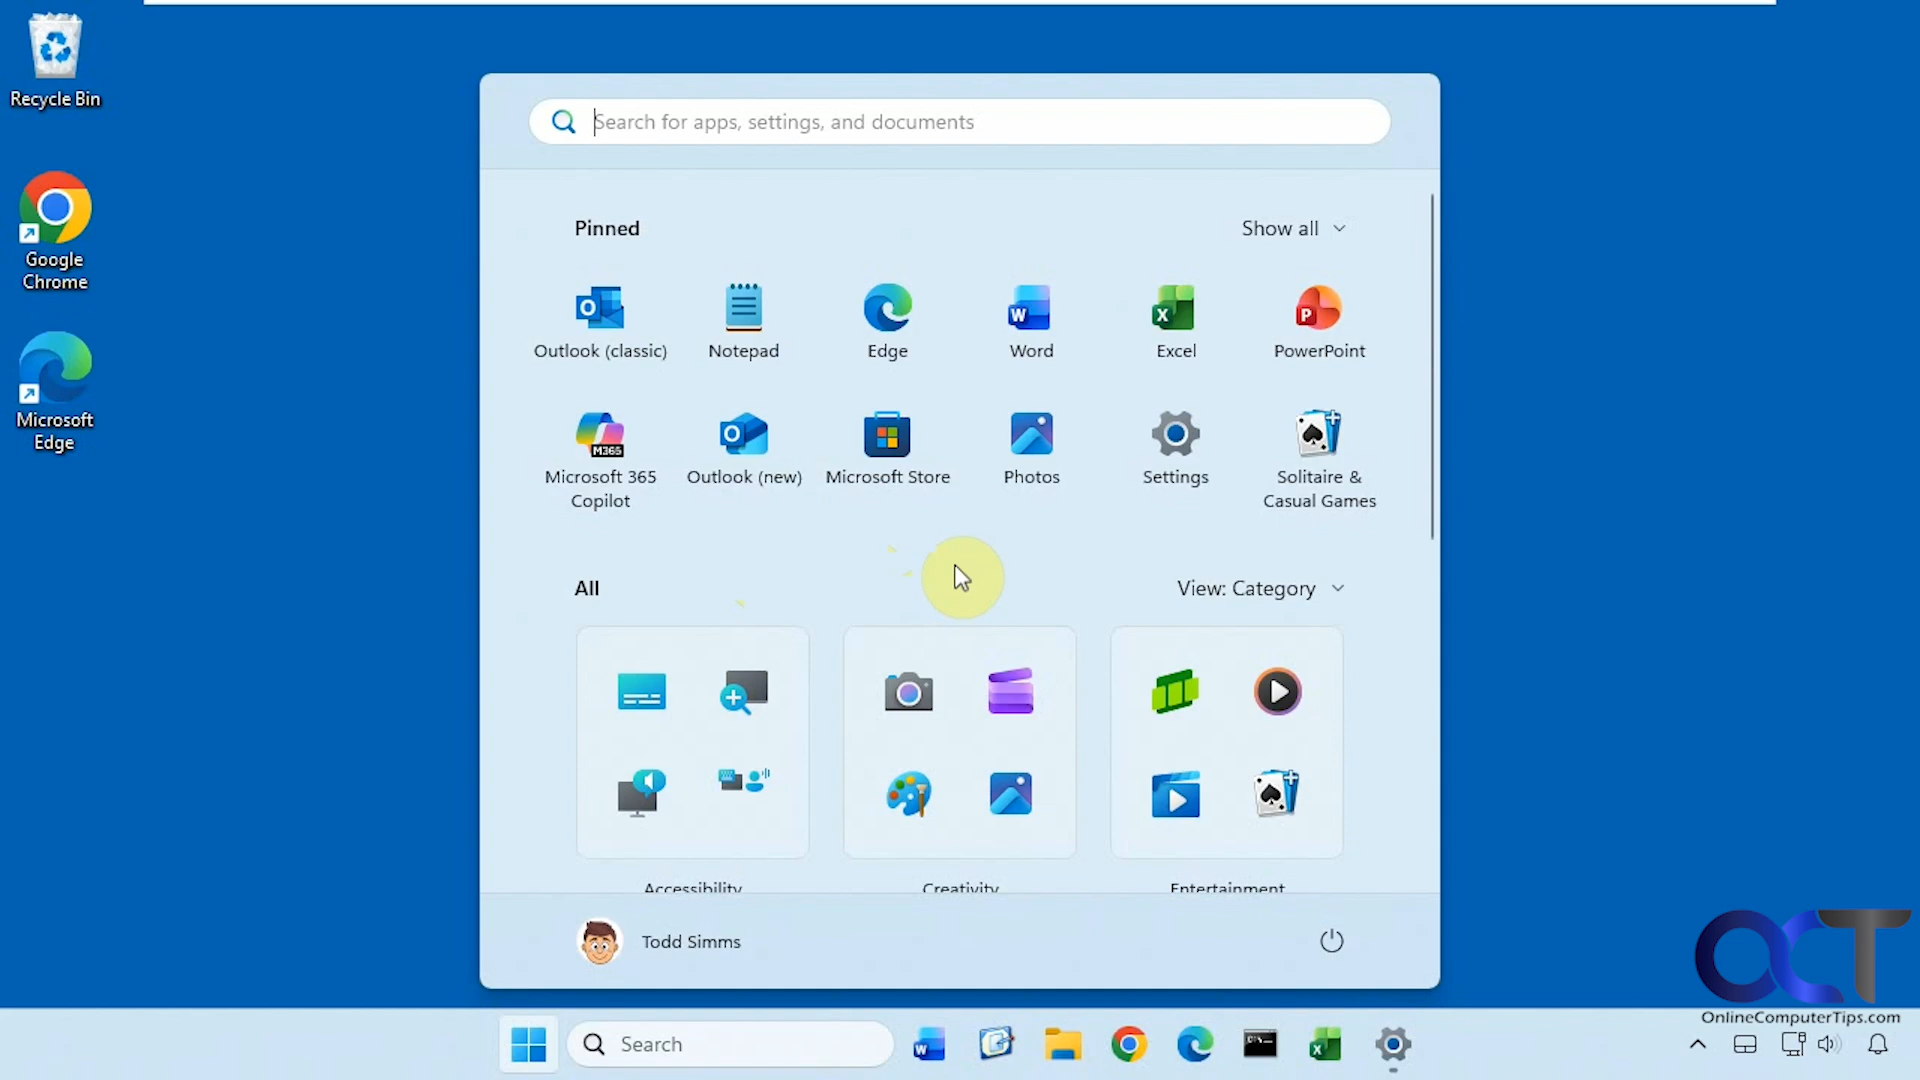 Recycle Bin
Google
Chrome
Microsoft
Edge
Search for apps, settings, and documents
Pinned
Show all
Outlook (classic)
Notepad
Edge
Word
Excel
PowerPoint
Microsoft 365
Copilot
Outlook (new)
Microsoft Store
Photos
Settings
Solitaire &
Casual Games
M365
All
View: Category
Accessibility
Creativity
Entertainment
Todd Simms
Search
OCT
OnlineComputerTips.com